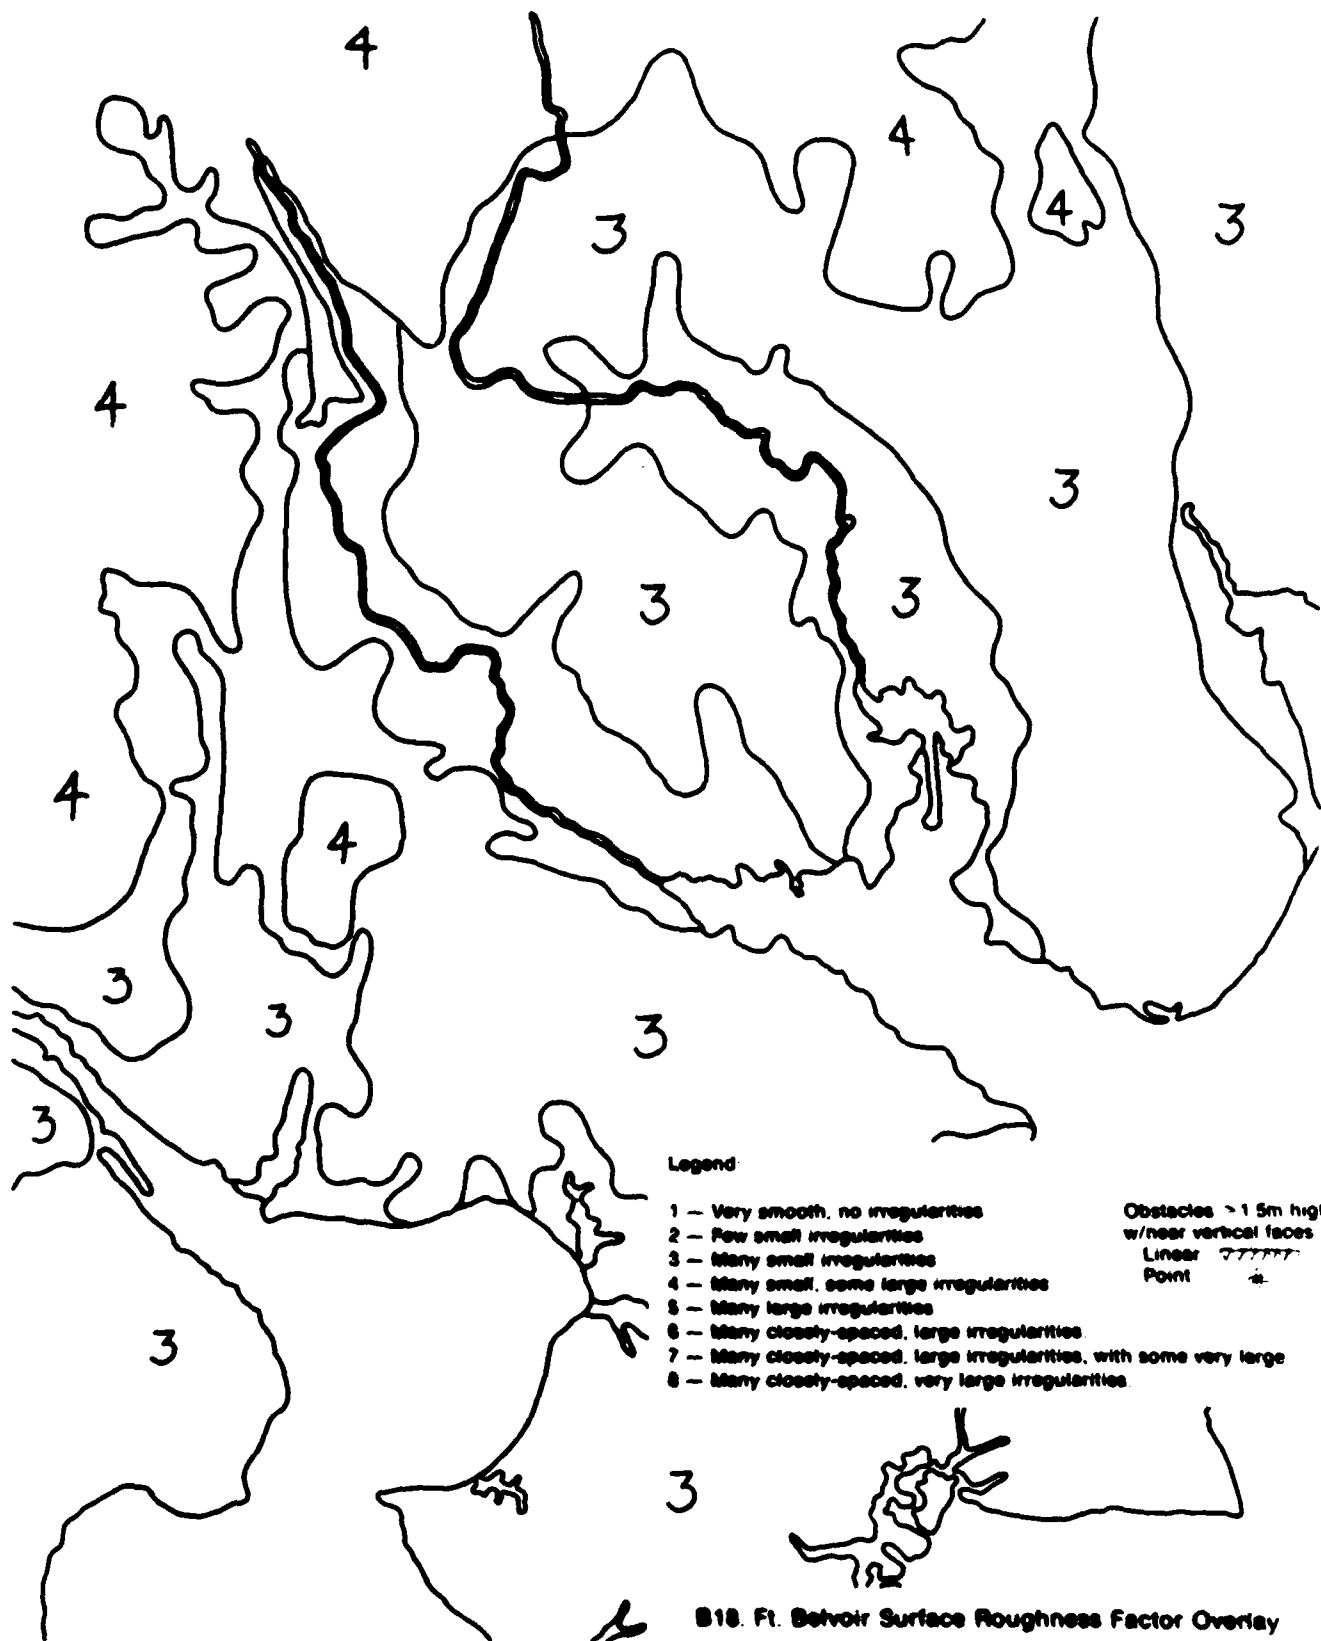 4
4
4
3
3
4
3
3
3
4
3
4
3
3
3
3
Legend
1 — Very smooth, no irregularities
2 — Few small irregularities
3 — Many small irregularities
4 — Many small, some large irregularities
5 — Many large irregularities
6 — Many closely-spaced, large irregularities
7 — Many closely-spaced, large irregularities, with some very large
8 — Many closely-spaced, very large irregularities
Obstacles > 1 5m high
w/near vertical faces
Linear
Point
3
3
B18. Ft. Belvoir Surface Roughness Factor Overlay